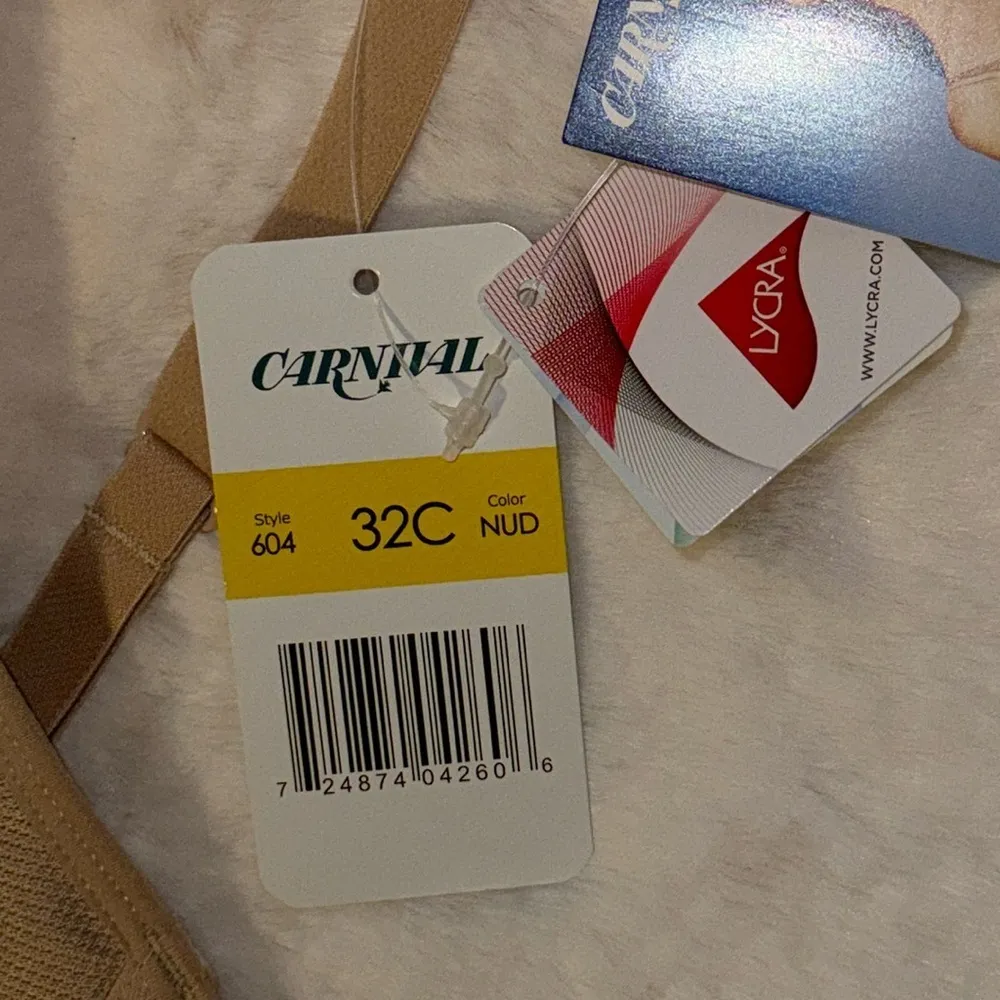 CARNIVAL
Style
604
32C
Color
NUD
7 24874 04260 6
LYCRA®
WWW.LYCRA.COM